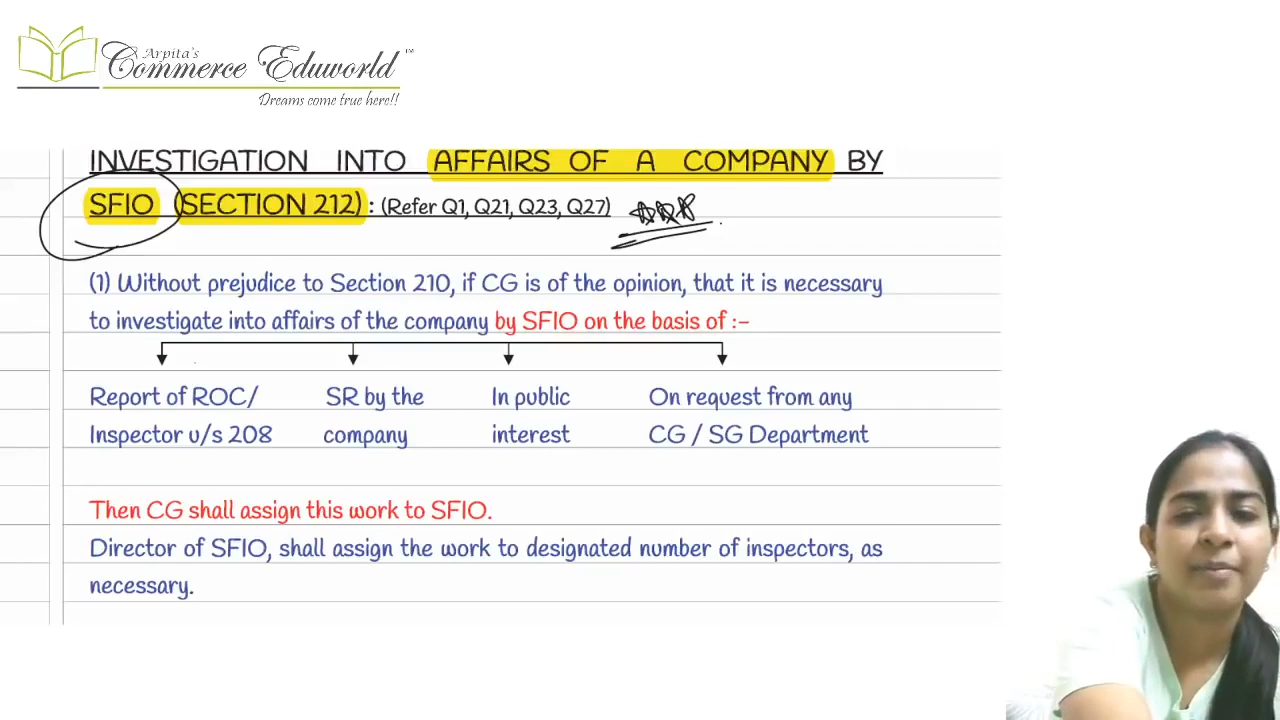 Arpita's
Commerce Eduworld™
Dreams come true here!!
INVESTIGATION INTO AFFAIRS OF A COMPANY BY
SFIO (SECTION 212) : (Refer Q1, Q21, Q23, Q27)
(1) Without prejudice to Section 210, if CG is of the opinion, that it is necessary
to investigate into affairs of the company by SFIO on the basis of :-
Report of ROC/
Inspector u/s 208
SR by the
company
In public
interest
On request from any
CG / SG Department
Then CG shall assign this work to SFIO.
Director of SFIO, shall assign the work to designated number of inspectors, as
necessary.